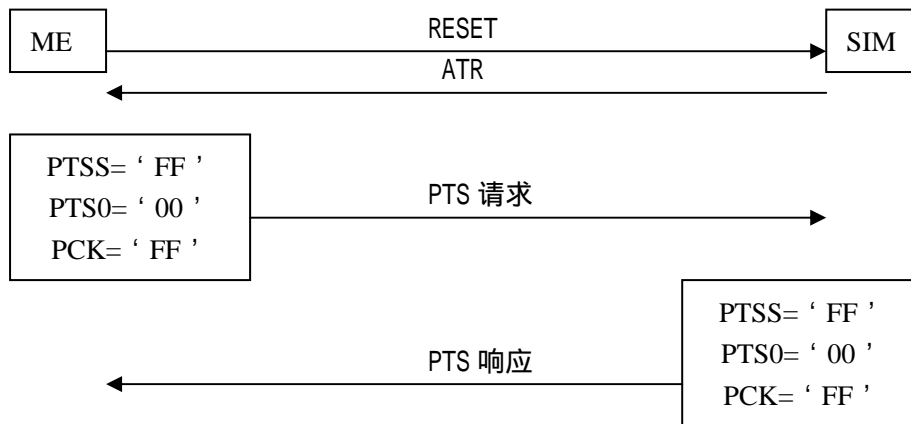 ME
RESET
SIM
ATR
PTSS= ‘ FF ’
PTS0= ‘ 00 ’
PCK= ‘ FF ’
PTS 请求
PTS 响应
PTSS= ‘ FF ’
PTS0= ‘ 00 ’
PCK= ‘ FF ’